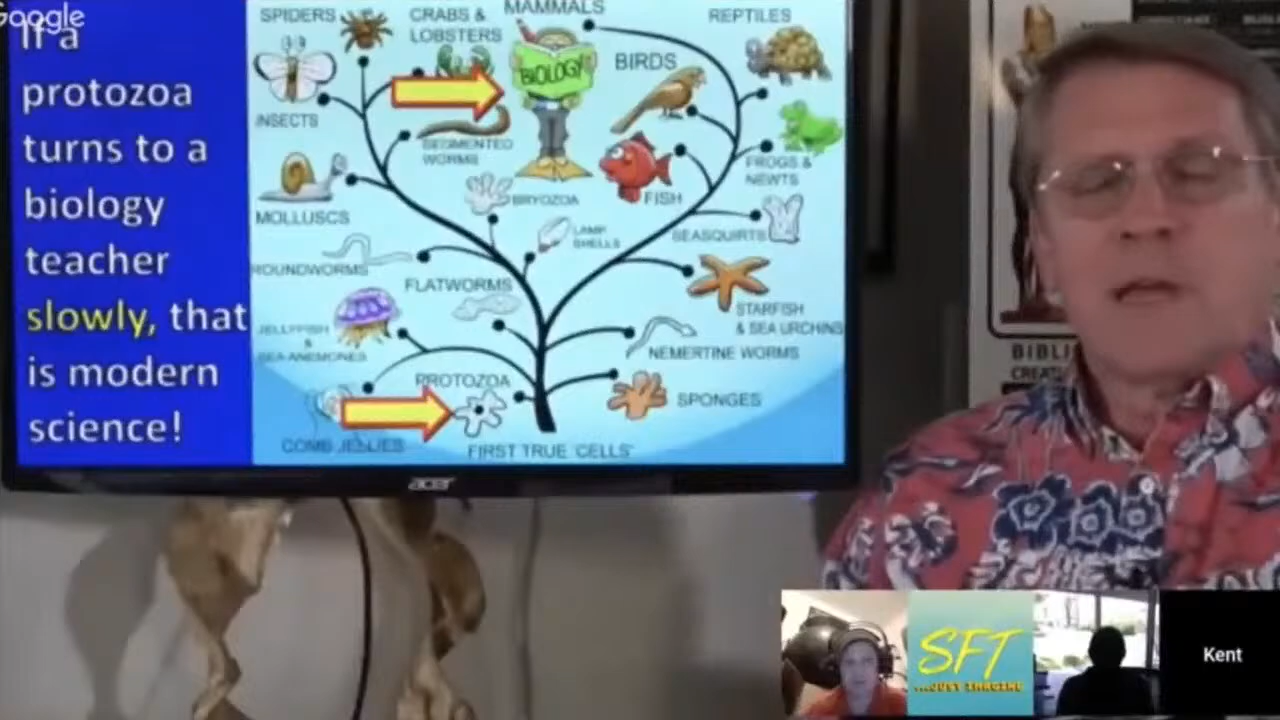 Google
If a
protozoa
turns to a
biology
teacher
slowly, that
is modern
science!
SPIDERS
CRABS &
LOBSTERS
MAMMALS
REPTILES
BIOLOGY
BIRDS
INSECTS
SEGMENTED
WORMS
FROGS &
NEWTS
MOLLUSCS
BRYOZOA
FISH
LAMP
SHELLS
SEASQUIRTS
ROUNDWORMS
FLATWORMS
STARFISH
& SEA URCHINS
JELLYFISH
&
SEA ANEMONES
NEMERTINE WORMS
PROTOZOA
SPONGES
COMB JELLIES
FIRST TRUE 'CELLS'
acer
BIBLI
CREATI
SFT
...JUST IMAGINE
Kent